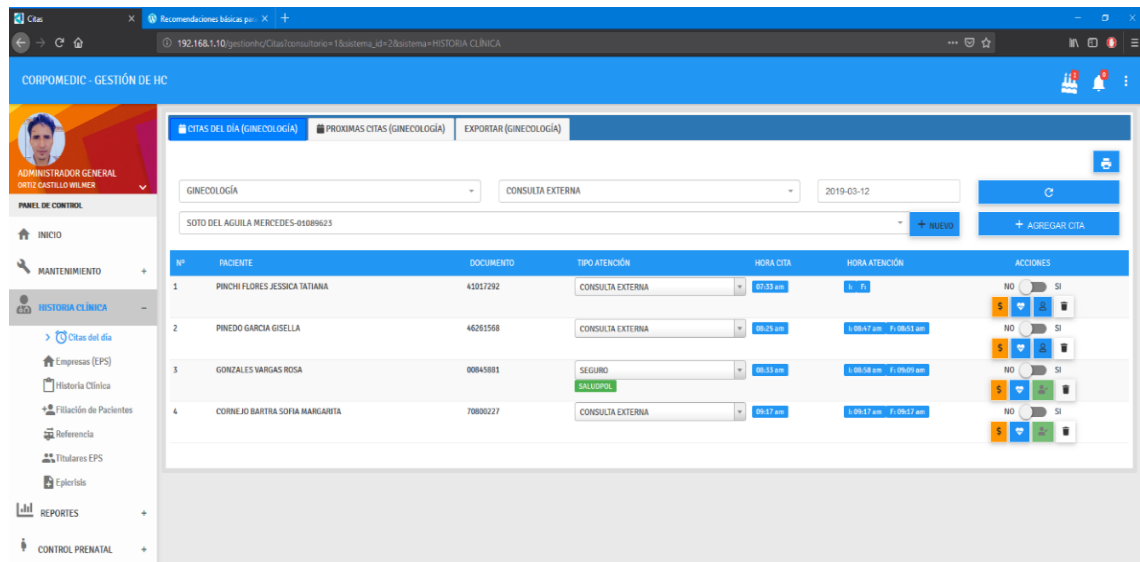 Citas
Recomendaciones básicas par
192.168.1.10/gestionhc/Citas?consultorio=1&sistema_id=2&sistema=HISTORIA CLÍNICA
CORPOMEDIC - GESTIÓN DE HC
ADMINISTRADOR GENERAL
ORTIZ CASTILLO WILMER
PANEL DE CONTROL
INICIO
MANTENIMIENTO +
HISTORIA CLÍNICA −
> Citas del día
Empresas (EPS)
Historia Clínica
Filiación de Pacientes
Referencia
Titulares EPS
Epicrisis
REPORTES +
CONTROL PRENATAL +
CITAS DEL DÍA (GINECOLOGÍA) PROXIMAS CITAS (GINECOLOGÍA) EXPORTAR (GINECOLOGÍA)
GINECOLOGÍA CONSULTA EXTERNA 2019-03-12
SOTO DEL AGUILA MERCEDES-01089623 + NUEVO + AGREGAR CITA
Nº PACIENTE DOCUMENTO TIPO ATENCIÓN HORA CITA HORA ATENCIÓN ACCIONES
1 PINCHI FLORES JESSICA TATIANA 41017292 CONSULTA EXTERNA 07:33 am I: F: NO SI
$
2 PINEDO GARCIA GISELLA 46261568 CONSULTA EXTERNA 08:25 am I:08:47 am F:08:51 am NO SI
$
3 GONZALES VARGAS ROSA 00845881 SEGURO 08:33 am I:08:58 am F:09:09 am NO SI
SALUDPOL $
4 CORNEJO BARTRA SOFIA MARGARITA 70800227 CONSULTA EXTERNA 09:17 am I:09:17 am F:09:17 am NO SI
$